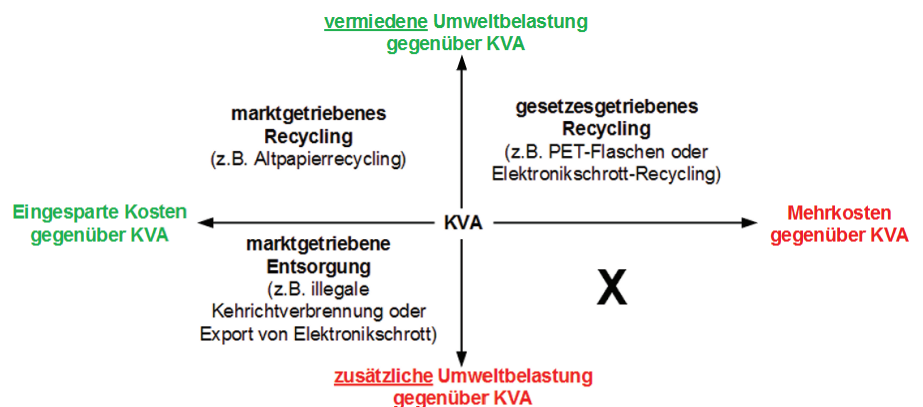 vermiedene Umweltbelastung
gegenüber KVA
marktgetriebenes
Recycling
(z.B. Altpapierrecycling)
gesetzesgetriebenes
Recycling
(z.B. PET-Flaschen oder
Elektronikschrott-Recycling)
Eingesparte Kosten
gegenüber KVA
KVA
Mehrkosten
gegenüber KVA
marktgetriebene
Entsorgung
(z.B. illegale
Kehrichtverbrennung oder
Export von Elektronikschrott)
X
zusätzliche Umweltbelastung
gegenüber KVA